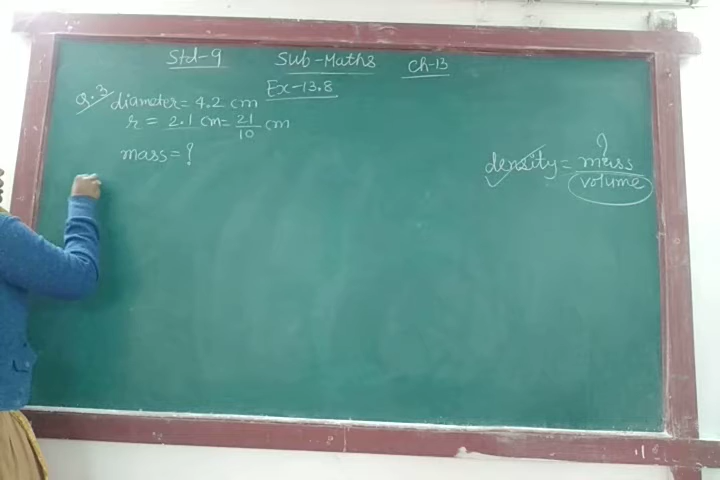 Std-9 Sub-Maths Ch-13
Ex-13.8
Q.3 diameter = 4.2 cm
r = 2.1 cm = 21/10 cm
mass = ?
density = mass/volume
?